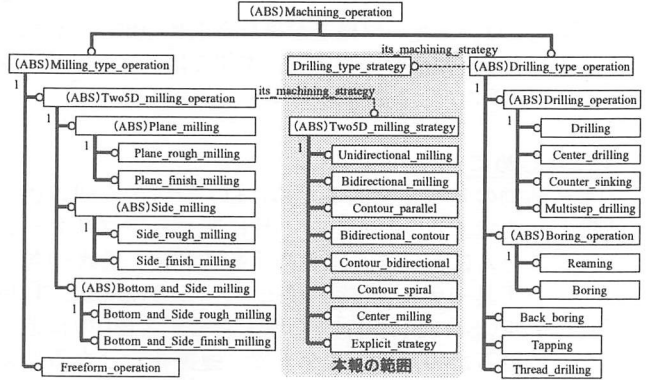 (ABS)Machining_operation
its_machining_strategy
(ABS)Milling_type_operation
Drilling_type_strategy
(ABS)Drilling_type_operation
1
1
(ABS)Two5D_milling_operation
its_machining_strategy
(ABS)Drilling_operation
1
1
(ABS)Plane_milling
(ABS)Two5D_milling_strategy
Drilling
1
1
Plane_rough_milling
Unidirectional_milling
Center_drilling
Plane_finish_milling
Bidirectional_milling
Counter_sinking
(ABS)Side_milling
Contour_parallel
Multistep_drilling
1
Side_rough_milling
Bidirectional_contour
(ABS)Boring_operation
1
Side_finish_milling
Contour_bidirectional
Reaming
(ABS)Bottom_and_Side_milling
Contour_spiral
Boring
1
Bottom_and_Side_rough_milling
Center_milling
Back_boring
Bottom_and_Side_finish_milling
Explicit_strategy
Tapping
Freeform_operation
本報の範囲
Thread_drilling